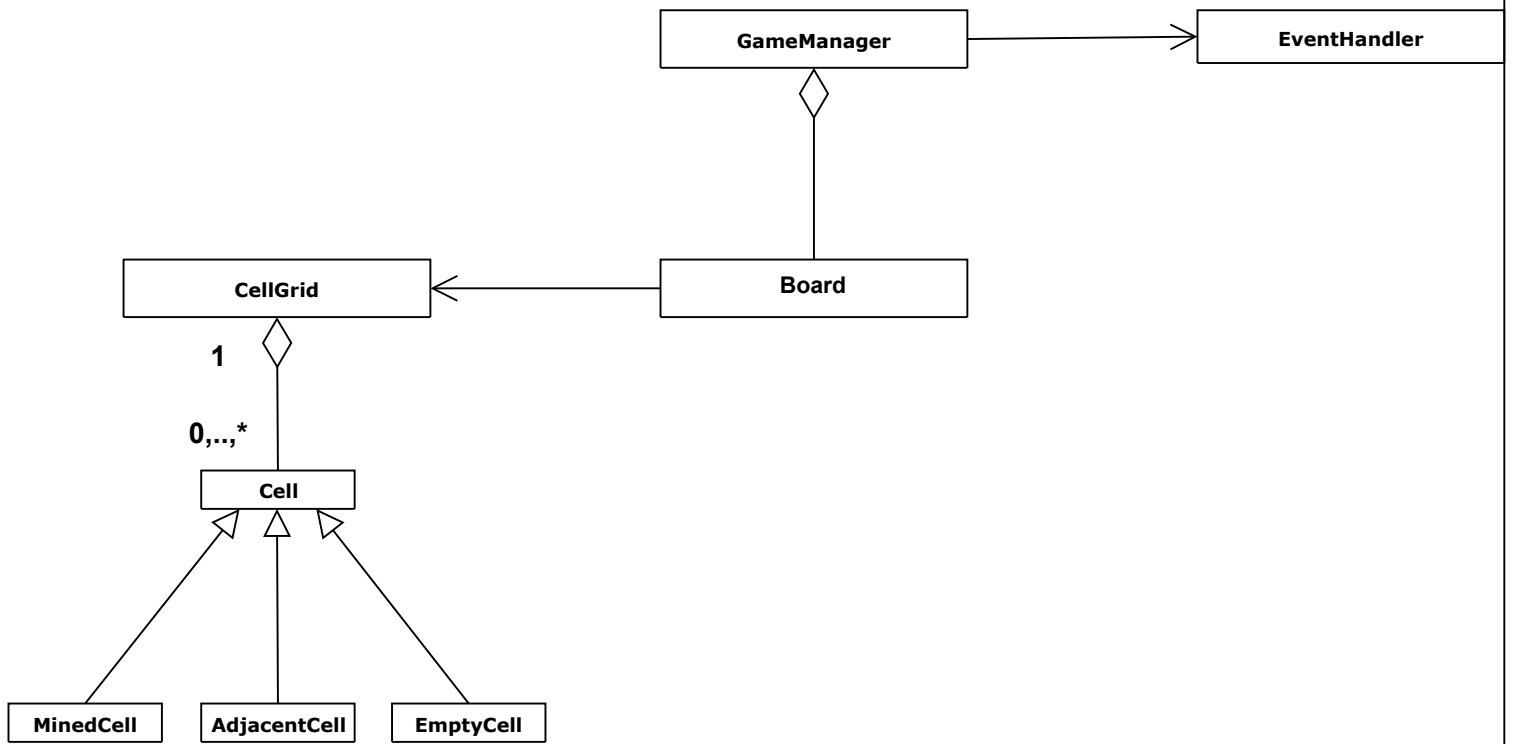 GameManager
EventHandler
CellGrid
Board
1
0,..,*
Cell
MinedCell
AdjacentCell
EmptyCell